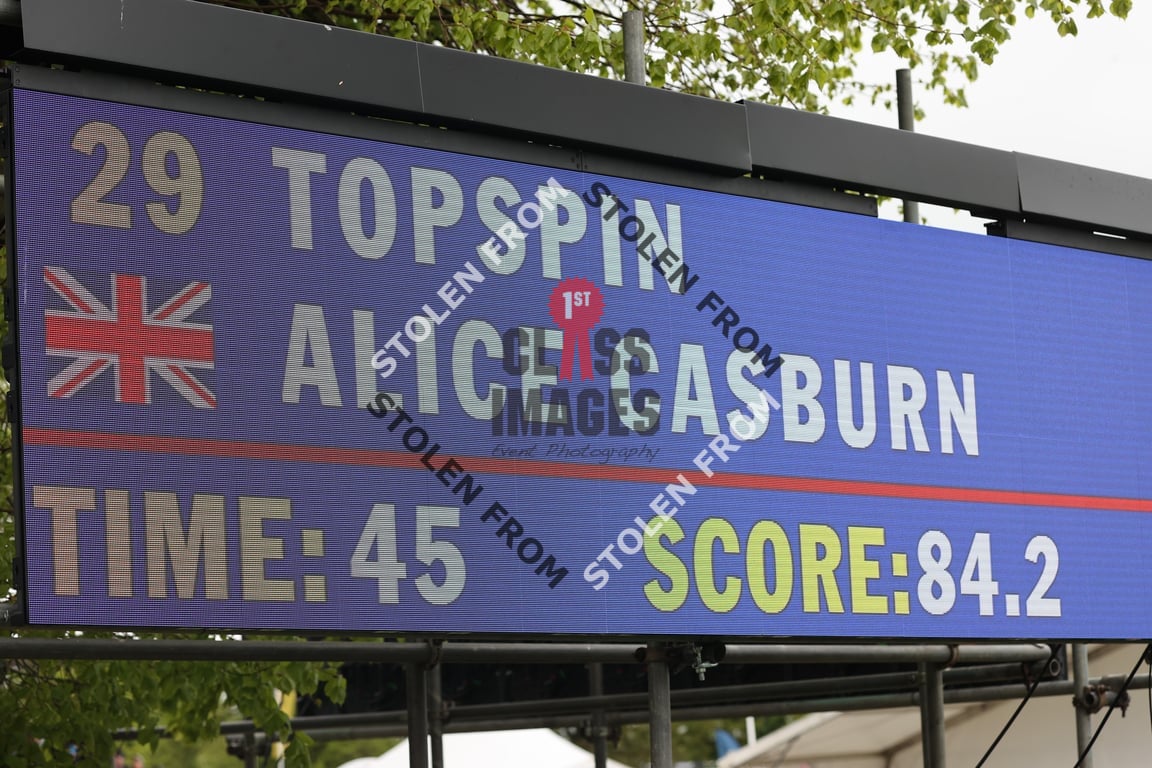 29 TOPSPIN
ALICE CASBURN
TIME: 45 SCORE:84.2
STOLEN FROM
STOLEN FROM
1ST
CLASS
IMAGES
Event Photography
STOLEN FROM
STOLEN FROM